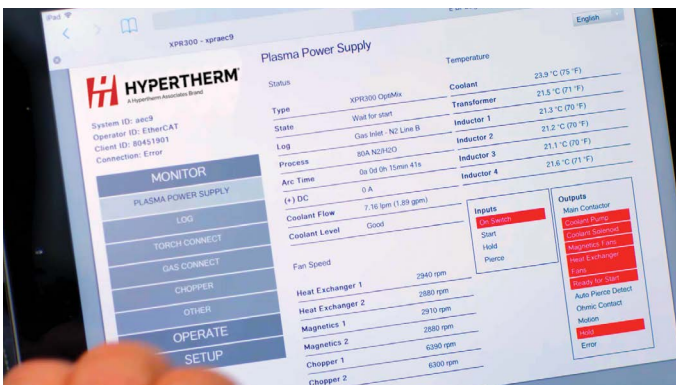 iPad
XPR300 - xpraec9
English
HYPERTHERM
A Hypertherm Associates Brand
System ID: aec9
Operator ID: EtherCAT
Client ID: 80451901
Connection: Error
MONITOR
PLASMA POWER SUPPLY
LOG
TORCH CONNECT
GAS CONNECT
CHOPPER
OTHER
OPERATE
SETUP
Plasma Power Supply
Status
Type XPR300 OptiMix
State Wait for start
Log Gas Inlet - N2 Line B
Process 80A N2/H2O
Arc Time 0a 0d 0h 15min 41s
(+) DC 0 A
Coolant Flow 7.16 lpm (1.89 gpm)
Coolant Level Good
Fan Speed
Heat Exchanger 1 2940 rpm
Heat Exchanger 2 2880 rpm
Magnetics 1 2910 rpm
Magnetics 2 2880 rpm
Chopper 1 6390 rpm
Chopper 2 6300 rpm
Temperature
Coolant 23.9 °C (75 °F)
Transformer 21.5 °C (71 °F)
Inductor 1 21.3 °C (70 °F)
Inductor 2 21.2 °C (70 °F)
Inductor 3 21.1 °C (70 °F)
Inductor 4 21.6 °C (71 °F)
Inputs
On Switch
Start
Hold
Pierce
Outputs
Main Contactor
Coolant Pump
Coolant Solenoid
Magnetics Fans
Heat Exchanger
Fans
Ready for Start
Auto Pierce Detect
Ohmic Contact
Motion
Hold
Error